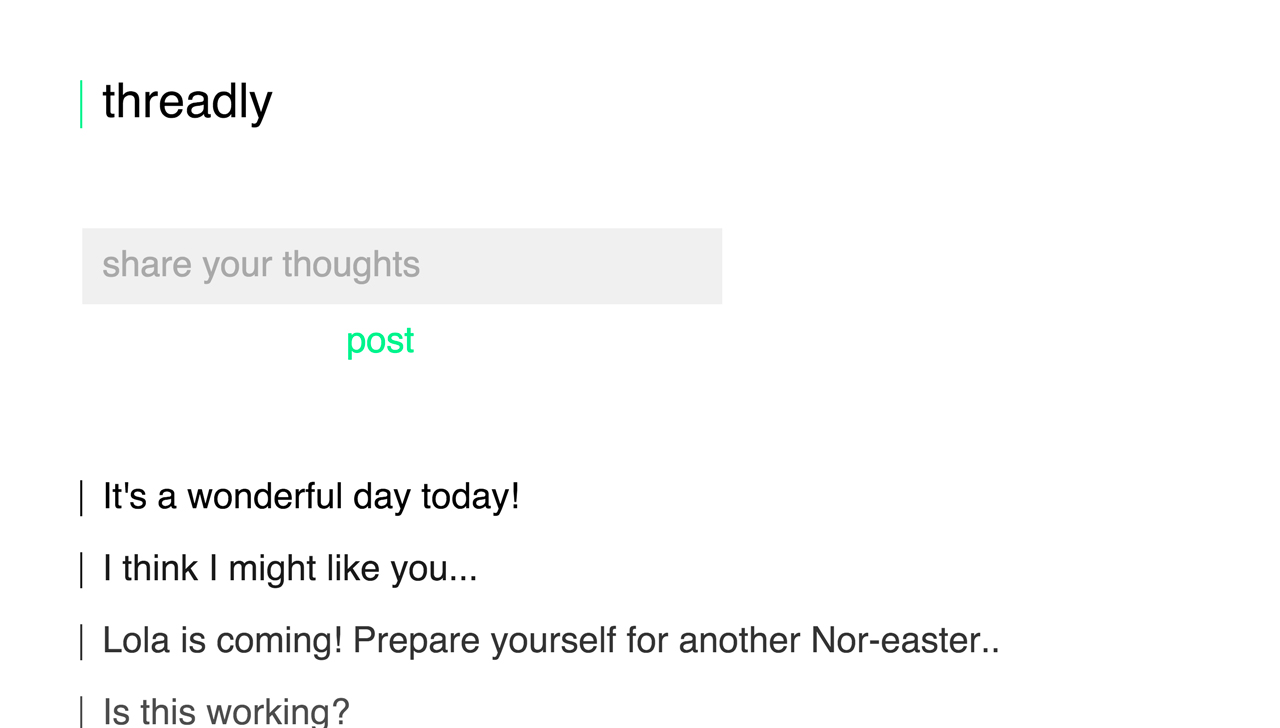 threadly
share your thoughts
post
It's a wonderful day today!
I think I might like you...
Lola is coming! Prepare yourself for another Nor-easter..
Is this working?